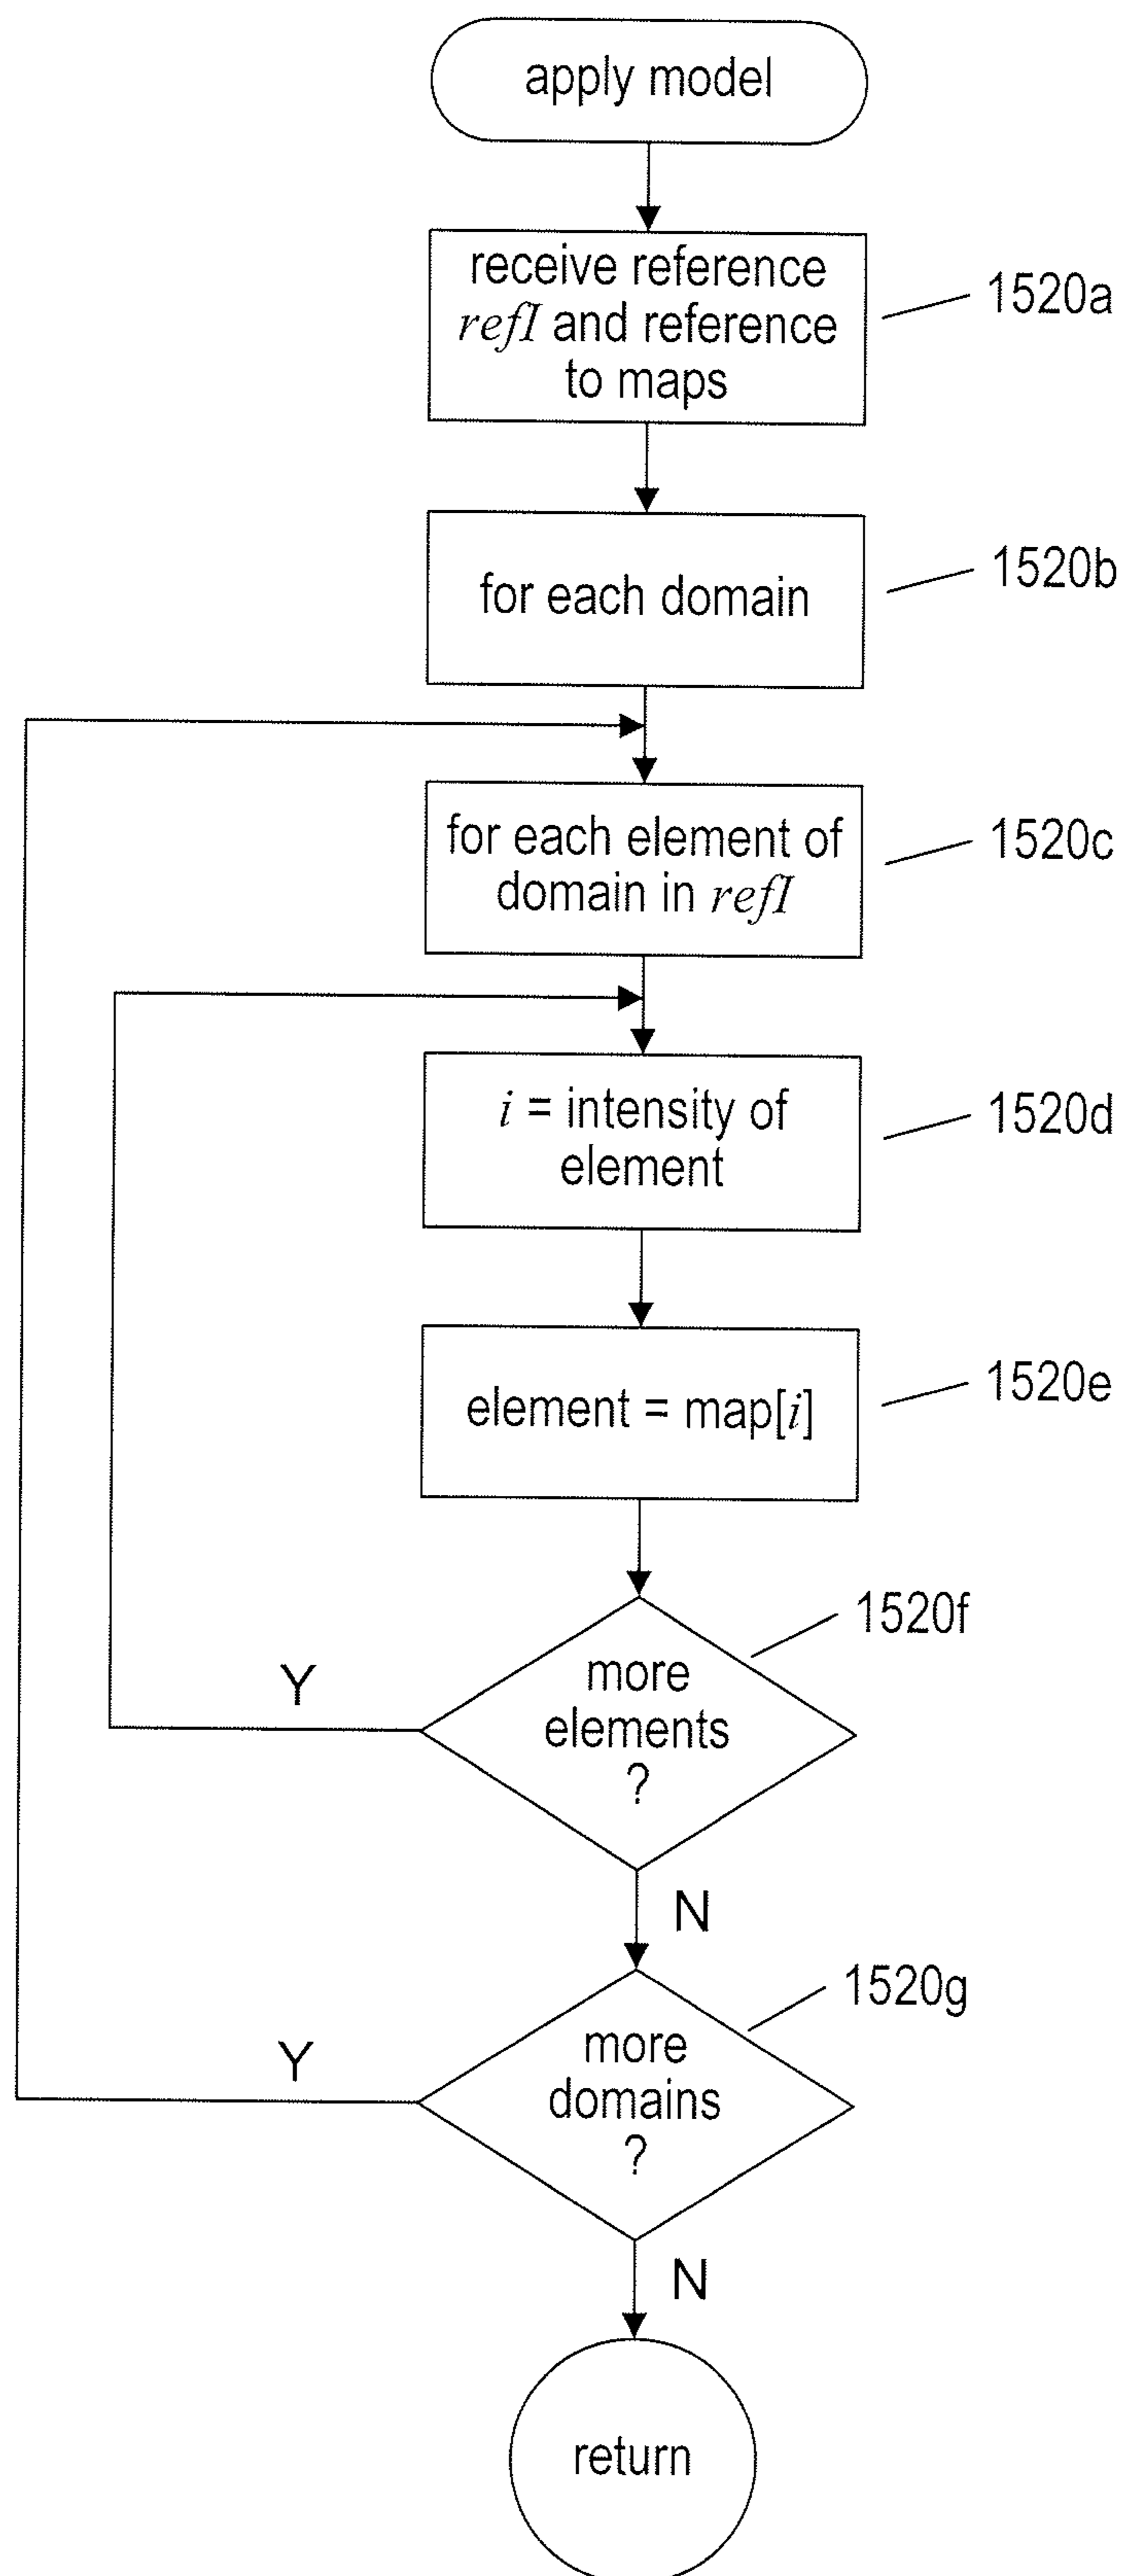 apply model
receive reference
refI and reference
to maps
1520a
for each domain
1520b
for each element of
domain in refI
1520c
i = intensity of
element
1520d
element = map[i]
1520e
more
elements
?
1520f
Y
N
more
domains
?
1520g
Y
N
return